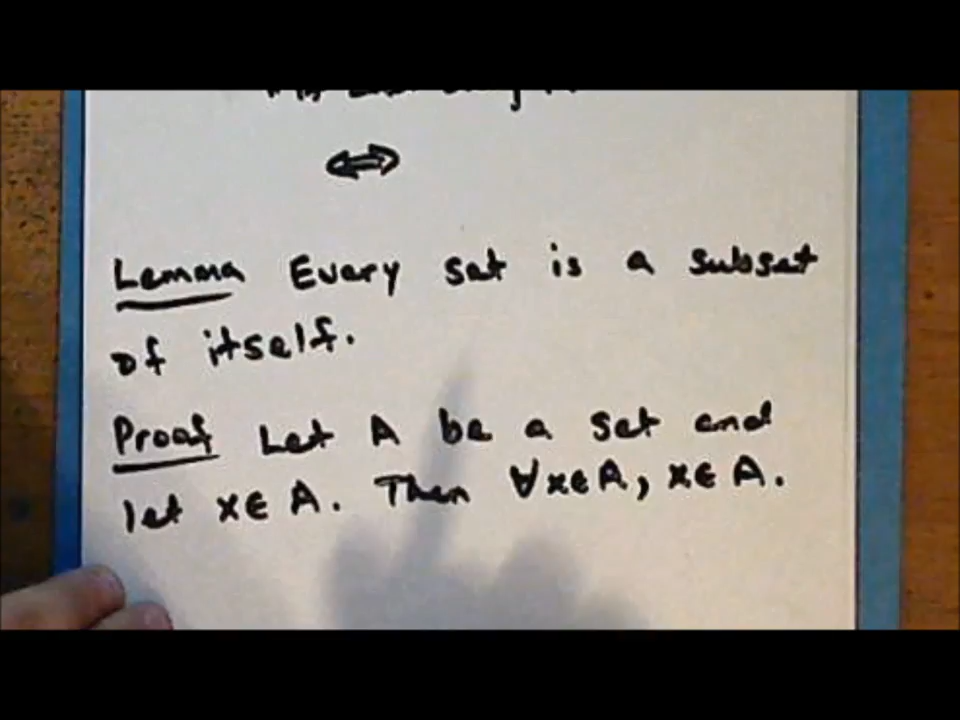 ⇔
Lemma Every set is a subset
of itself.
Proof Let A be a set and
let x∈A. Then ∀x∈A, x∈A.